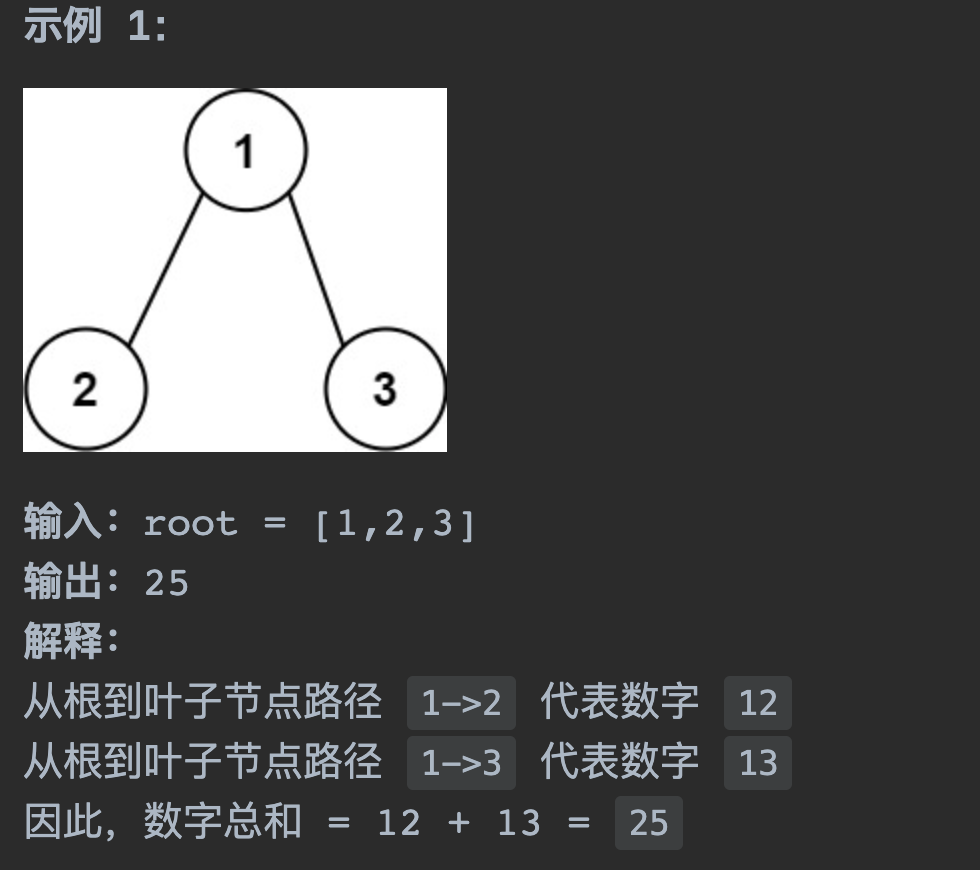 示例 1:
1
2 3
输入：root = [1,2,3]
输出：25
解释：
从根到叶子节点路径 1->2 代表数字 12
从根到叶子节点路径 1->3 代表数字 13
因此，数字总和 = 12 + 13 = 25